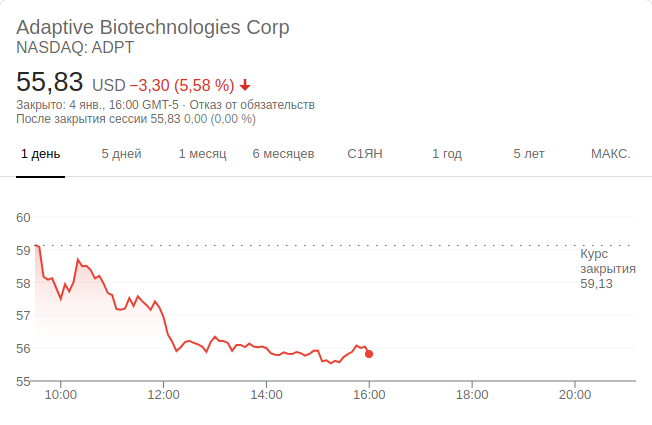 Adaptive Biotechnologies Corp
NASDAQ: ADPT
55,83 USD −3,30 (5,58 %)
Закрыто: 4 янв., 16:00 GMT-5 · Отказ от обязательств
После закрытия сессии 55,83 0,00 (0,00 %)
1 день 5 дней 1 месяц 6 месяцев С1ЯН 1 год 5 лет МАКС.
60
59
Курс
закрытия
59,13
58
57
56
55
10:00 12:00 14:00 16:00 18:00 20:00